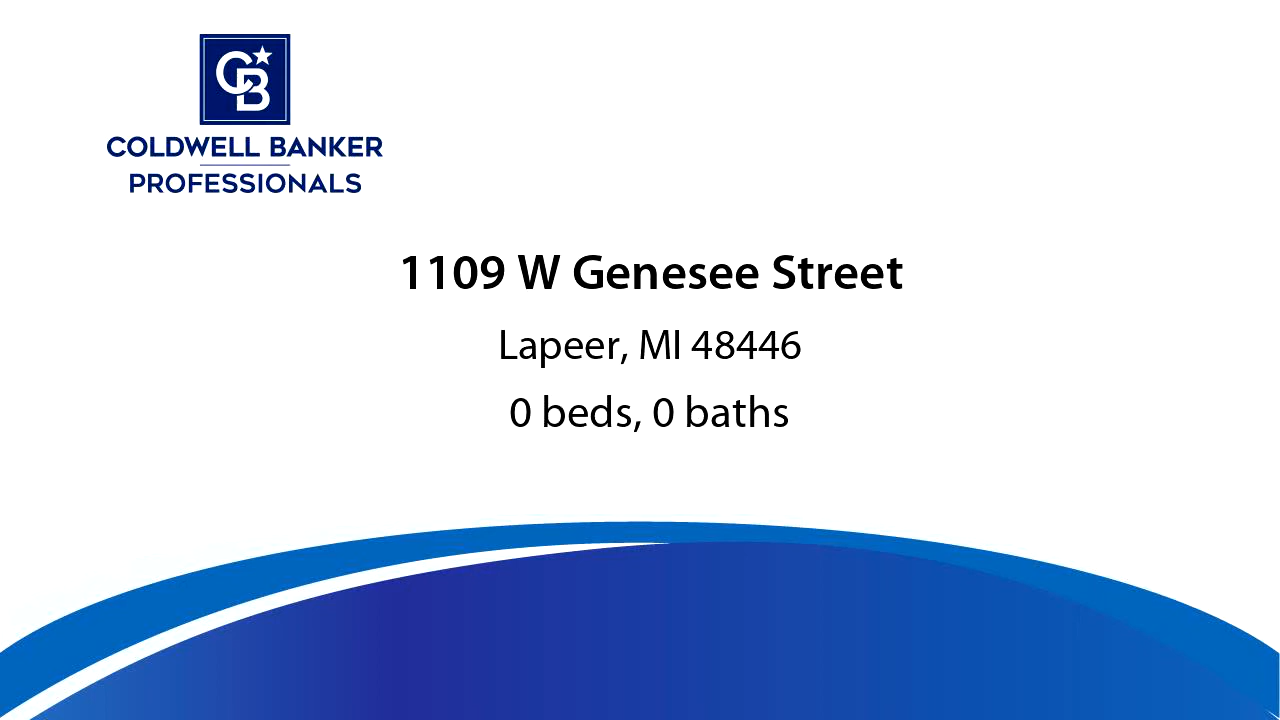 CB
COLDWELL BANKER
PROFESSIONALS
1109 W Genesee Street
Lapeer, MI 48446
0 beds, 0 baths